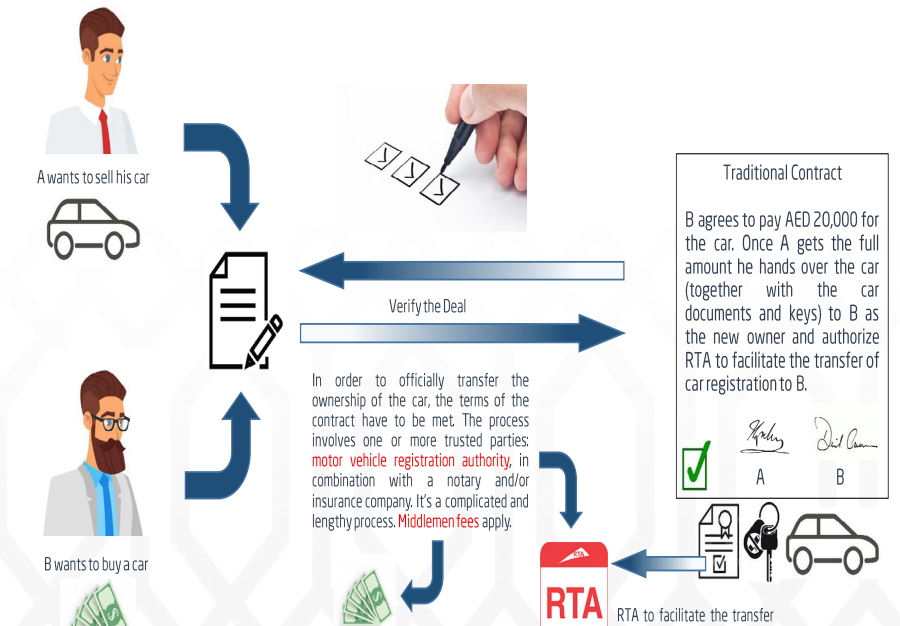 A wants to sell his car
Verify the Deal
In order to officially transfer the
ownership of the car, the terms of the
contract have to be met. The process
involves one or more trusted parties:
motor vehicle registration authority, in
combination with a notary and/or
insurance company. It's a complicated and
lengthy process. Middlemen fees apply.
B wants to buy a car
Traditional Contract
B agrees to pay AED 20,000 for
the car. Once A gets the full
amount he hands over the car
(together with the car
documents and keys) to B as
the new owner and authorize
RTA to facilitate the transfer of
car registration to B.
A
B
RTA
RTA
RTA to facilitate the transfer